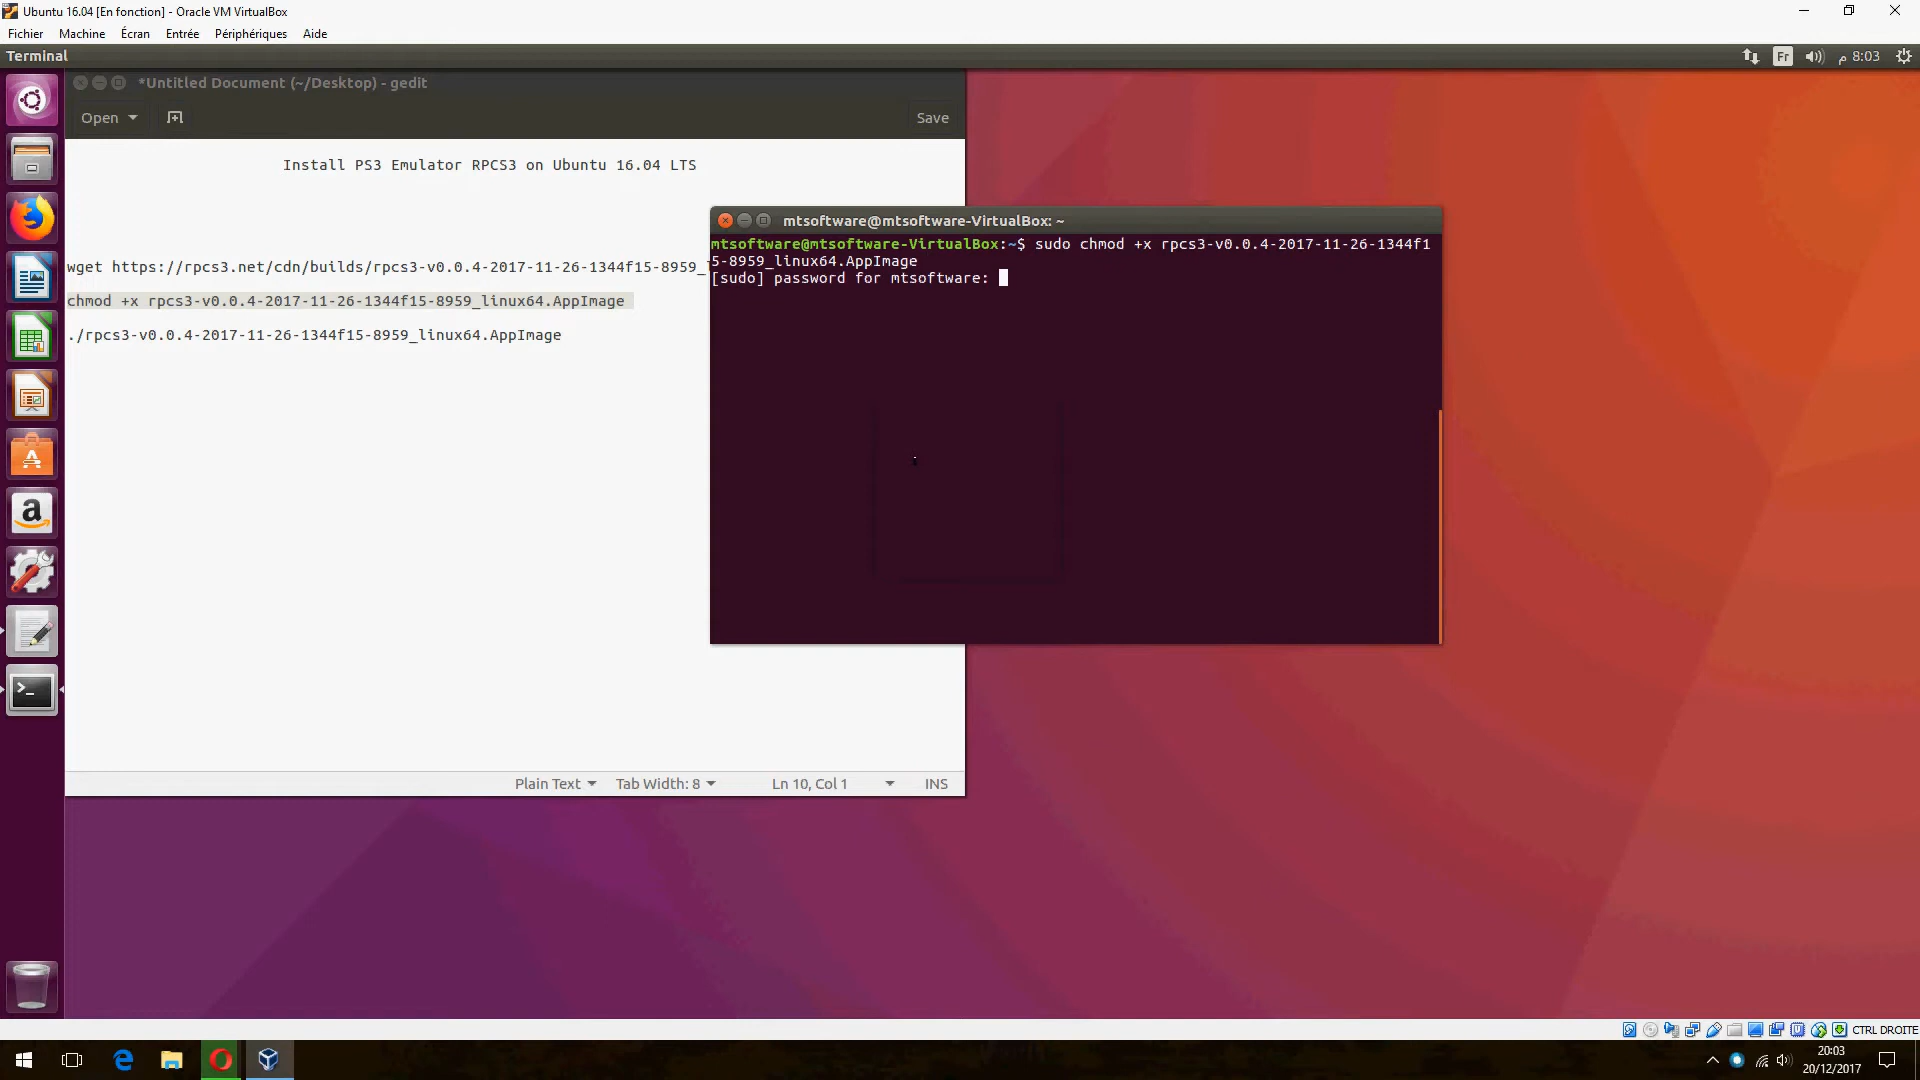 Ubuntu 16.04 [En fonction] - Oracle VM VirtualBox
Fichier Machine Écran Entrée Périphériques Aide
Terminal
Fr
8:03 م
*Untitled Document (~/Desktop) - gedit
Open
Save
Install PS3 Emulator RPCS3 on Ubuntu 16.04 LTS
wget https://rpcs3.net/cdn/builds/rpcs3-v0.0.4-2017-11-26-1344f15-8959_
chmod +x rpcs3-v0.0.4-2017-11-26-1344f15-8959_linux64.AppImage
./rpcs3-v0.0.4-2017-11-26-1344f15-8959_linux64.AppImage
mtsoftware@mtsoftware-VirtualBox: ~
mtsoftware@mtsoftware-VirtualBox:~$ sudo chmod +x rpcs3-v0.0.4-2017-11-26-1344f1
5-8959_linux64.AppImage
[sudo] password for mtsoftware:
Plain Text Tab Width: 8 Ln 10, Col 1 INS
CTRL DROITE
20:03
20/12/2017